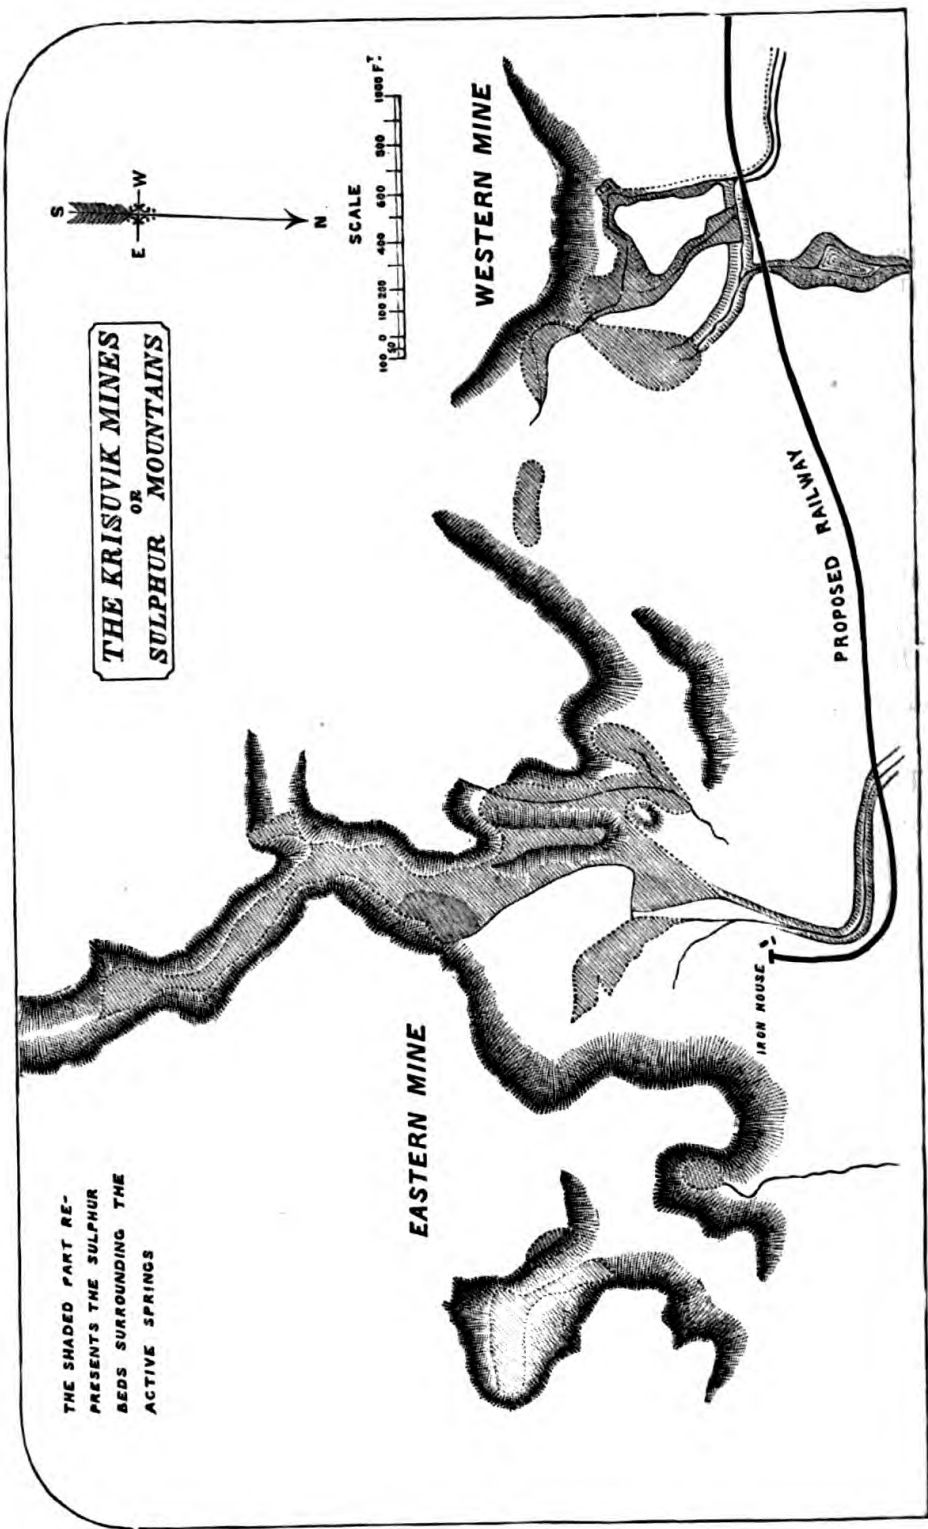 THE SHADED PART RE-
PRESENTS THE SULPHUR
BEDS SURROUNDING THE
ACTIVE SPRINGS
THE KRISUVIK MINES
OR
SULPHUR MOUNTAINS
S
E
W
N
SCALE
100 50 0 100 200 400 600 800 1000 FT
EASTERN MINE
WESTERN MINE
IRON HOUSE
PROPOSED RAILWAY